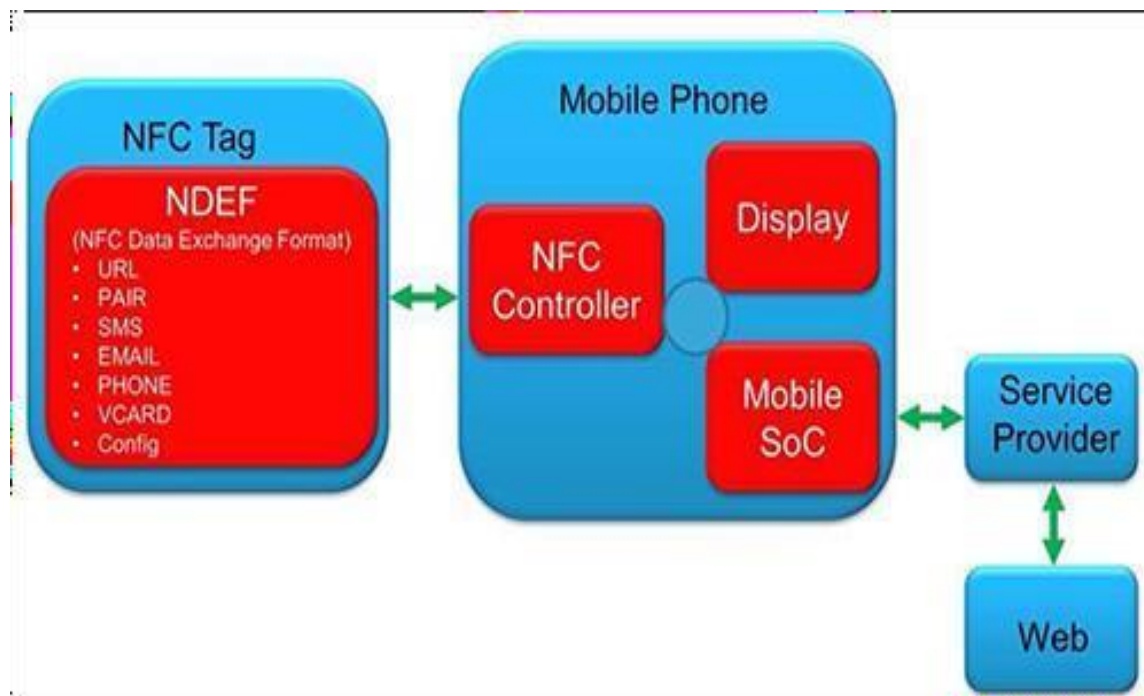 NFC Tag
NDEF
(NFC Data Exchange Format)
• URL
• PAIR
• SMS
• EMAIL
• PHONE
• VCARD
• Config
Mobile Phone
NFC
Controller
Display
Mobile
SoC
Service
Provider
Web